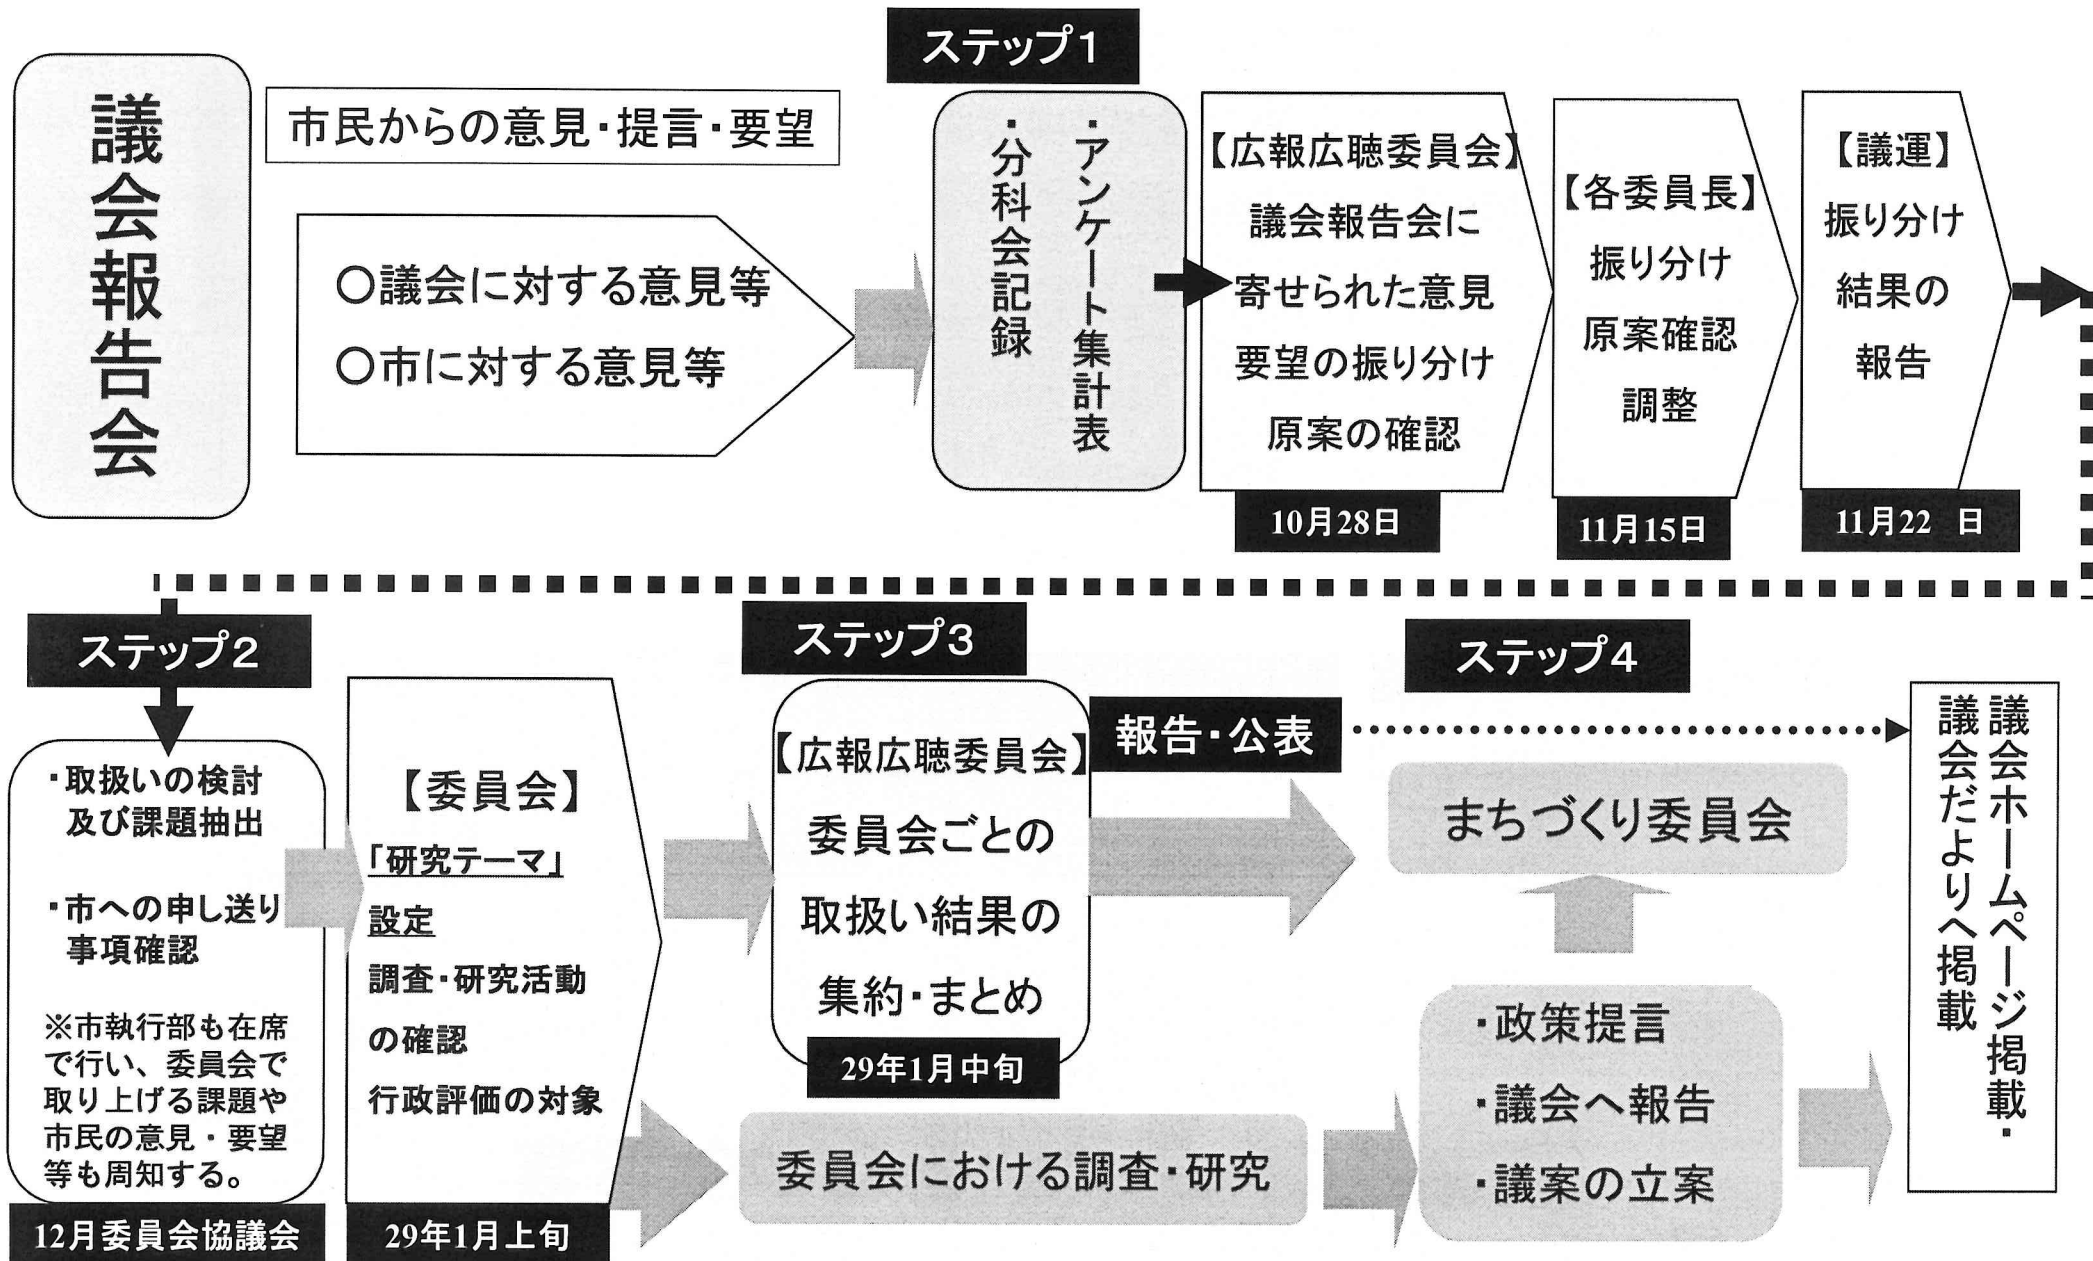 議会報告会
市民からの意見・提言・要望
○議会に対する意見等
○市に対する意見等
ステップ1
・アンケート集計表
・分科会記録
【広報広聴委員会】
議会報告会に
寄せられた意見
要望の振り分け
原案の確認
10月28日
【各委員長】
振り分け
原案確認
調整
11月15日
【議運】
振り分け
結果の
報告
11月22 日
ステップ2
・取扱いの検討
及び課題抽出
・市への申し送り
事項確認
※市執行部も在席
で行い、委員会で
取り上げる課題や
市民の意見・要望
等も周知する。
12月委員会協議会
【委員会】
「研究テーマ」
設定
調査・研究活動
の確認
行政評価の対象
29年1月上旬
ステップ3
【広報広聴委員会】
委員会ごとの
取扱い結果の
集約・まとめ
29年1月中旬
委員会における調査・研究
報告・公表
ステップ4
まちづくり委員会
・政策提言
・議会へ報告
・議案の立案
議会ホームページ掲載・
議会だよりへ掲載